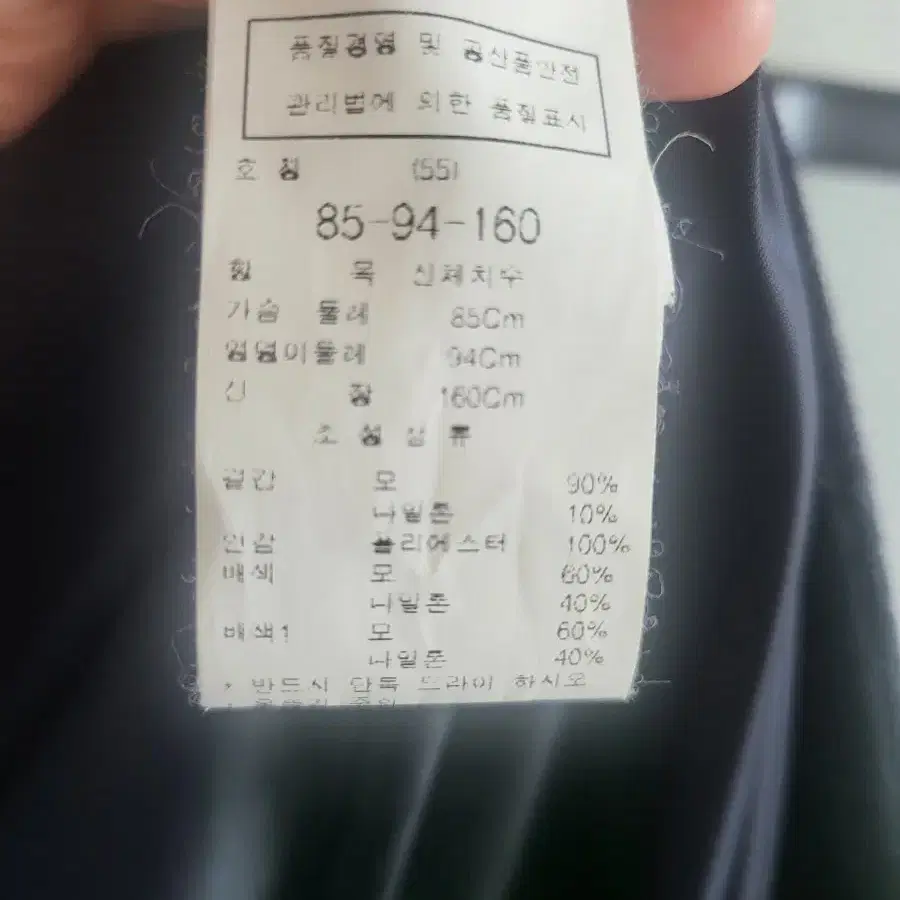 품질경영 및 공산품안전
관리법에 의한 품질표시
호칭 (55)
85-94-160
항 목 신체치수
가슴 둘레 85Cm
엉덩이둘레 94Cm
신 장 160Cm
조성섬유
겉감 모 90%
나일론 10%
안감 폴리에스터 100%
배색 모 60%
나일론 40%
배색1 모 60%
나일론 40%
* 반드시 단독 드라이 하시오